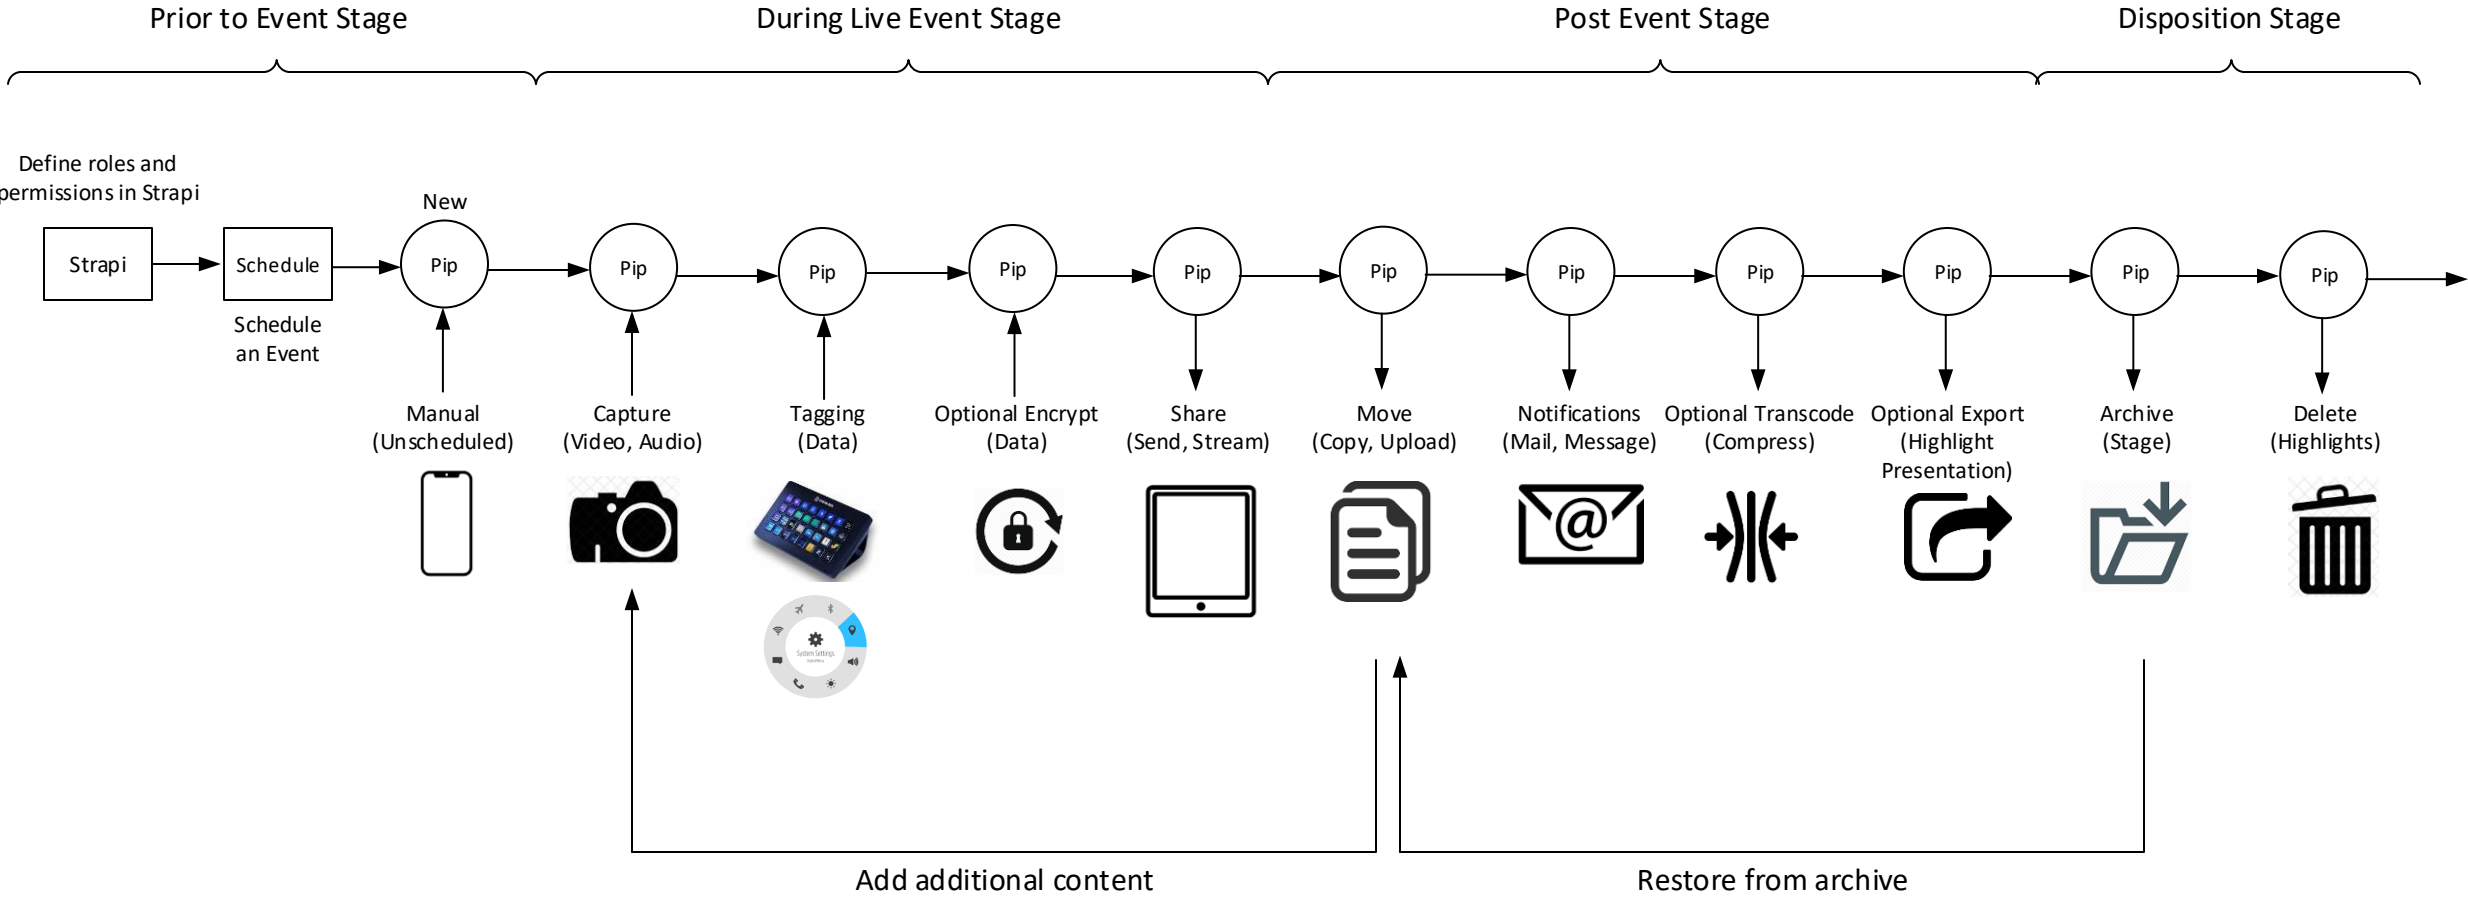 Prior to Event Stage
During Live Event Stage
Post Event Stage
Disposition Stage
Define roles and
permissions in Strapi
New
Strapi
Schedule
Pip
Pip
Pip
Pip
Pip
Pip
Pip
Pip
Pip
Pip
Pip
Schedule
an Event
Manual
(Unscheduled)
Capture
(Video, Audio)
Tagging
(Data)
Optional Encrypt
(Data)
Share
(Send, Stream)
Move
(Copy, Upload)
Notifications
(Mail, Message)
Optional Transcode
(Compress)
Optional Export
(Highlight
Presentation)
Archive
(Stage)
Delete
(Highlights)
@
System Settings
Add additional content
Restore from archive